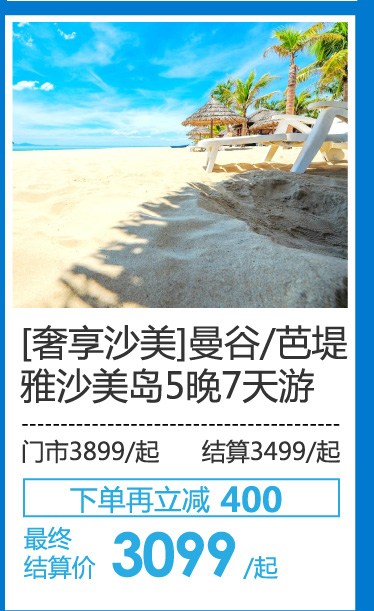 [奢享沙美]曼谷/芭堤
雅沙美岛5晚7天游
门市3899/起 结算3499/起
下单再立减 400
最终
结算价 3099 /起